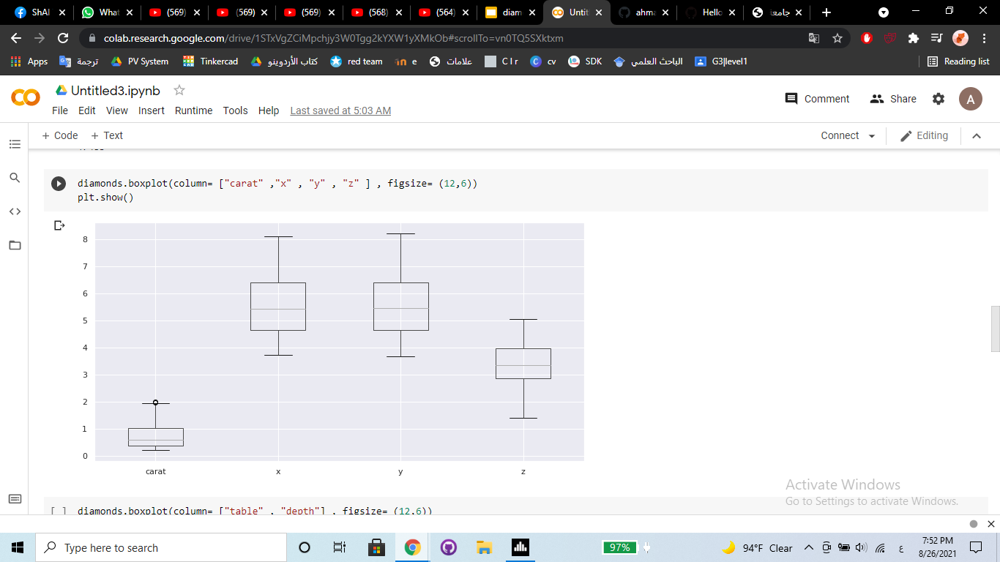 ShAl
What
(569)
(569)
(569)
(568)
(564)
diam
Untit
ahma
Hello
جامعـ
colab.research.google.com/drive/1STxVgZCiMpchjy3W0Tgg2kYXW1yXMkOb#scrollTo=vn0TQ5SXktxm
Apps
ترجمة
PV System
Tinkercad
كتاب الأردوينو
red team
in e
علامات
C l r
cv
SDK
الباحث العلمي
G3|level1
Reading list
Untitled3.ipynb
Comment
Share
A
File Edit View Insert Runtime Tools Help Last saved at 5:03 AM
+ Code + Text
Connect
Editing
diamonds.boxplot(column= ["carat" ,"x" , "y" , "z" ] , figsize= (12,6))
plt.show()
8
7
6
5
4
3
2
1
0
carat x y z
Activate Windows
Go to Settings to activate Windows.
[ ] diamonds.boxplot(column= ["table" , "depth"] , figsize= (12,6))
Type here to search
97%
94°F Clear
ع
7:52 PM
8/26/2021